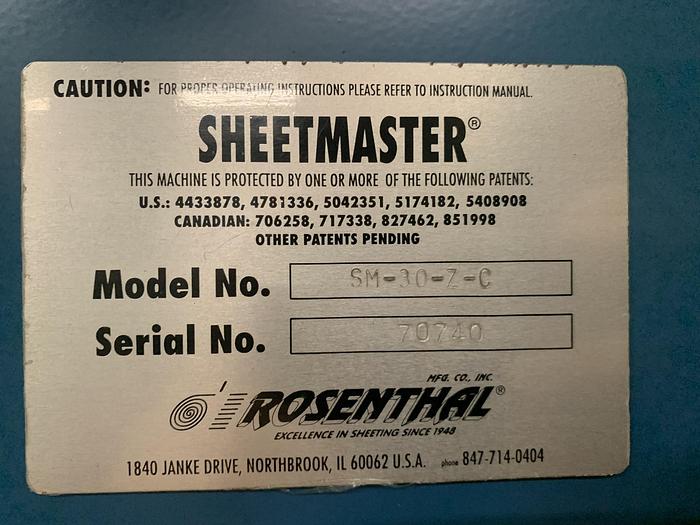 CAUTION: FOR PROPER OPERATING INSTRUCTIONS PLEASE REFER TO INSTRUCTION MANUAL.
SHEETMASTER®
THIS MACHINE IS PROTECTED BY ONE OR MORE OF THE FOLLOWING PATENTS:
U.S.: 4433878, 4781336, 5042351, 5174182, 5408908
CANADIAN: 706258, 717338, 827462, 851998
OTHER PATENTS PENDING
Model No. SM-30-Z-C
Serial No. 70740
MFG. CO., INC.
ROSENTHAL®
EXCELLENCE IN SHEETING SINCE 1948
1840 JANKE DRIVE, NORTHBROOK, IL 60062 U.S.A. phone 847-714-0404